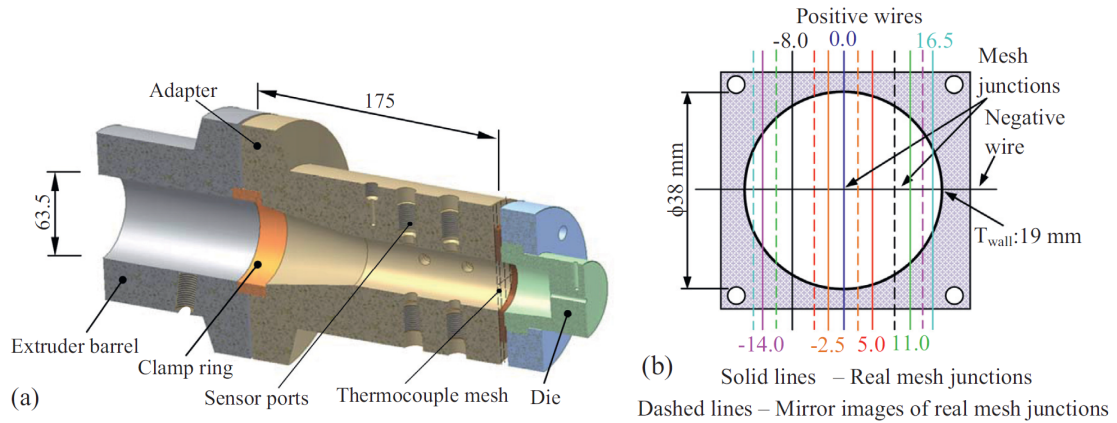 Adapter
175
63.5
Extruder barrel
Clamp ring
Sensor ports
Thermocouple mesh
Die
(a)
Positive wires
-8.0 0.0 16.5
Mesh
junctions
Negative
wire
ϕ38 mm
Twall:19 mm
-14.0 -2.5 5.0 11.0
(b)
Solid lines – Real mesh junctions
Dashed lines – Mirror images of real mesh junctions